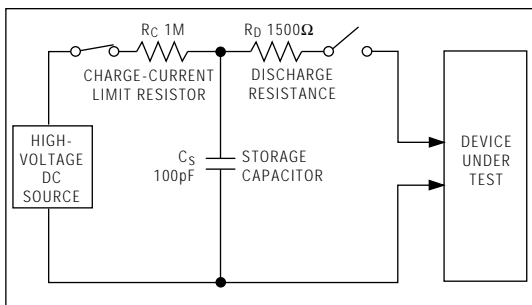 RC 1M
CHARGE-CURRENT
LIMIT RESISTOR
RD 1500Ω
DISCHARGE
RESISTANCE
HIGH-
VOLTAGE
DC
SOURCE
CS
100pF
STORAGE
CAPACITOR
DEVICE
UNDER
TEST